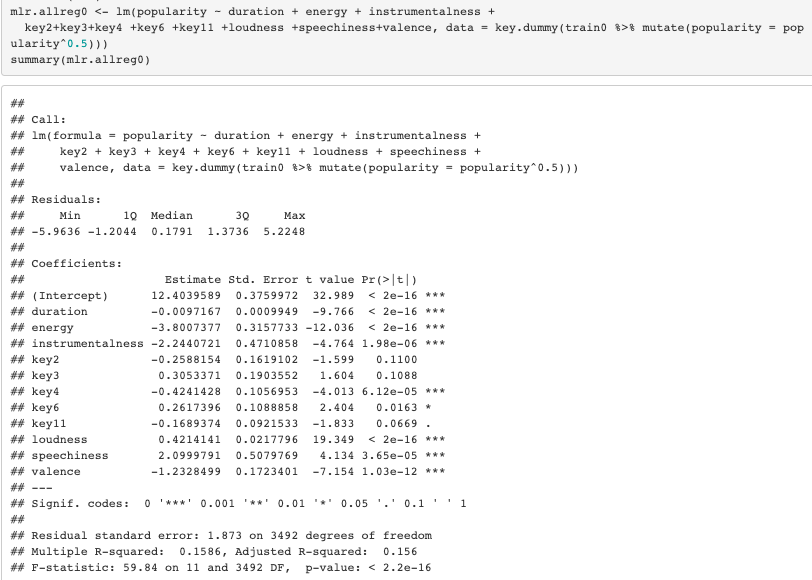 mlr.allreg0 <- lm(popularity ~ duration + energy + instrumentalness +
  key2+key3+key4 +key6 +key11 +loudness +speechiness+valence, data = key.dummy(train0 %>% mutate(popularity = pop
ularity^0.5)))
summary(mlr.allreg0)
##
## Call:
## lm(formula = popularity ~ duration + energy + instrumentalness +
##     key2 + key3 + key4 + key6 + key11 + loudness + speechiness +
##     valence, data = key.dummy(train0 %>% mutate(popularity = popularity^0.5)))
##
## Residuals:
##     Min      1Q  Median      3Q     Max
## -5.9636 -1.2044  0.1791  1.3736  5.2248
##
## Coefficients:
##                    Estimate Std. Error t value Pr(>|t|)
## (Intercept)      12.4039589  0.3759972  32.989  < 2e-16 ***
## duration         -0.0097167  0.0009949  -9.766  < 2e-16 ***
## energy           -3.8007377  0.3157733 -12.036  < 2e-16 ***
## instrumentalness -2.2440721  0.4710858  -4.764 1.98e-06 ***
## key2             -0.2588154  0.1619102  -1.599   0.1100
## key3              0.3053371  0.1903552   1.604   0.1088
## key4             -0.4241428  0.1056953  -4.013 6.12e-05 ***
## key6              0.2617396  0.1088858   2.404   0.0163 *
## key11            -0.1689374  0.0921533  -1.833   0.0669 .
## loudness          0.4214141  0.0217796  19.349  < 2e-16 ***
## speechiness       2.0999791  0.5079769   4.134 3.65e-05 ***
## valence          -1.2328499  0.1723401  -7.154 1.03e-12 ***
## ---
## Signif. codes:  0 '***' 0.001 '**' 0.01 '*' 0.05 '.' 0.1 ' ' 1
##
## Residual standard error: 1.873 on 3492 degrees of freedom
## Multiple R-squared:  0.1586, Adjusted R-squared:  0.156
## F-statistic: 59.84 on 11 and 3492 DF,  p-value: < 2.2e-16